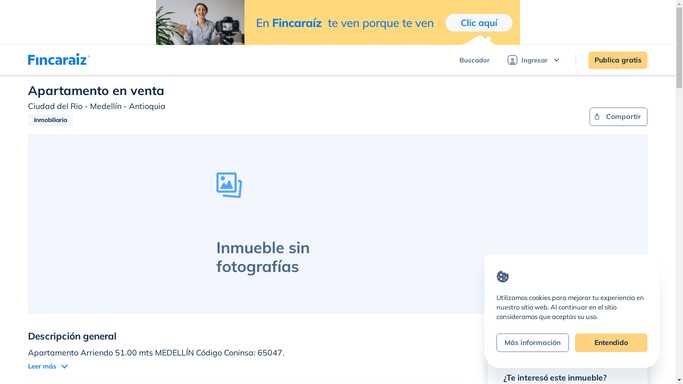 En Fincaraíz te ven porque te ven
Clic aquí
Fincaraiz
Buscador
Ingresar
Publica gratis
Apartamento en venta
Ciudad del Rio - Medellín - Antioquia
Inmobiliaria
Compartir
Inmueble sin
fotografías
Descripción general
Apartamento Arriendo 51.00 mts MEDELLÍN Código Coninsa: 65047.
Leer más
Utilizamos cookies para mejorar tu experiencia en
nuestro sitio web. Al continuar en el sitio
consideramos que aceptas su uso.
Más información
Entendido
¿Te interesó este inmueble?